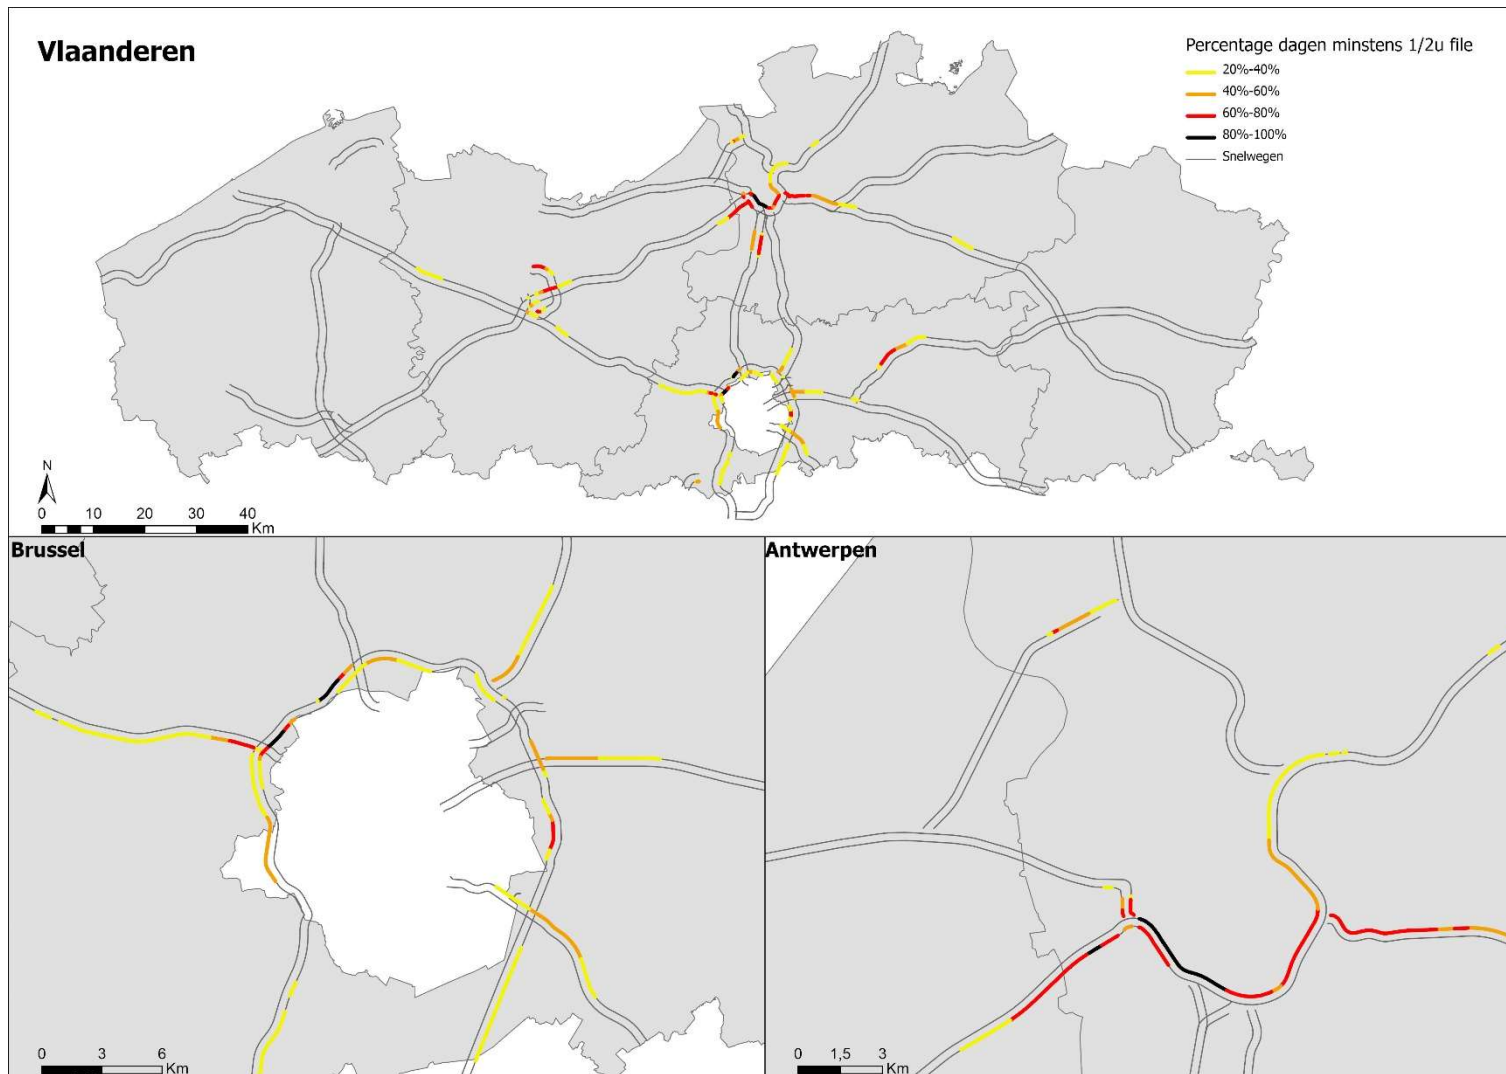 Vlaanderen
Percentage dagen minstens 1/2u file
20%-40%
40%-60%
60%-80%
80%-100%
Snelwegen
N
0 10 20 30 40
Km
Brussel
0 3 6
Km
Antwerpen
0 1,5 3
Km